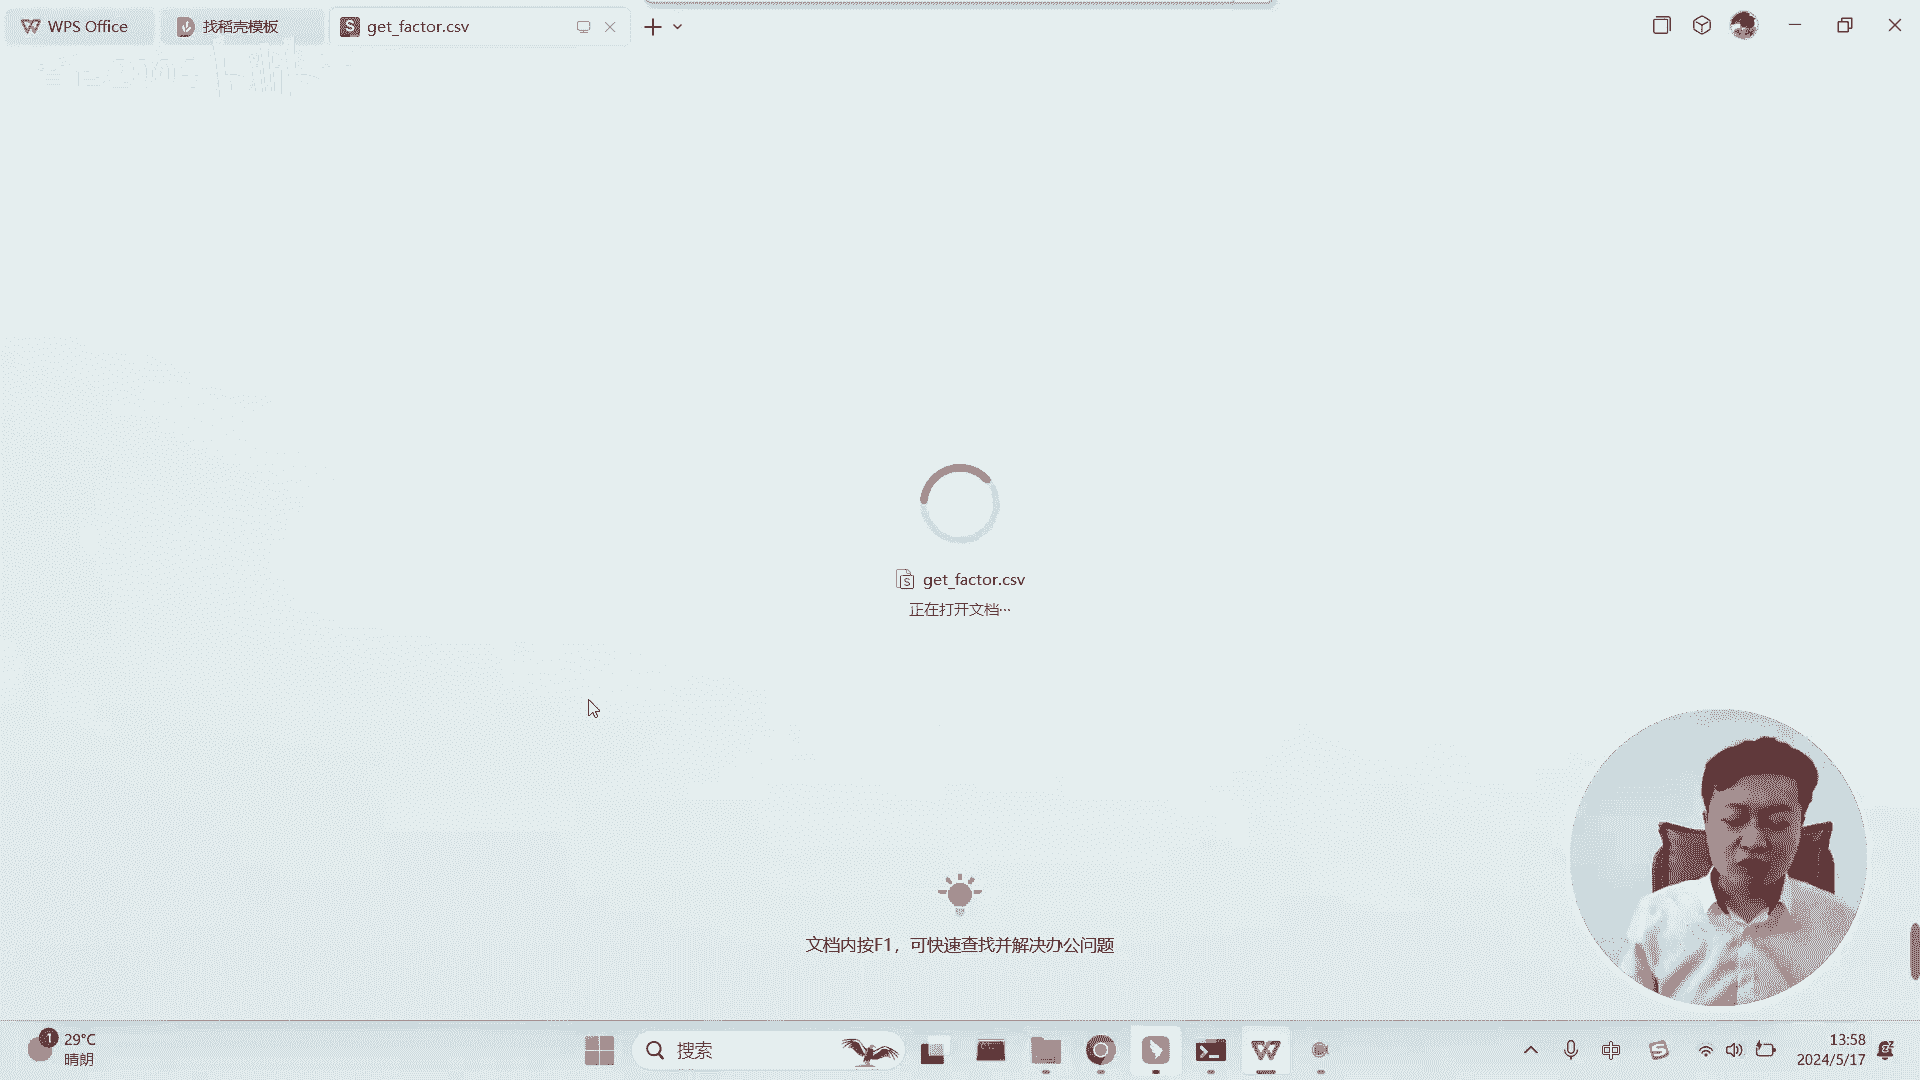 WPS Office
找稻壳模板
get_factor.csv
get_factor.csv
正在打开文档···
文档内按F1，可快速查找并解决办公问题
1
29°C
晴朗
搜索
中
13:58
2024/5/17